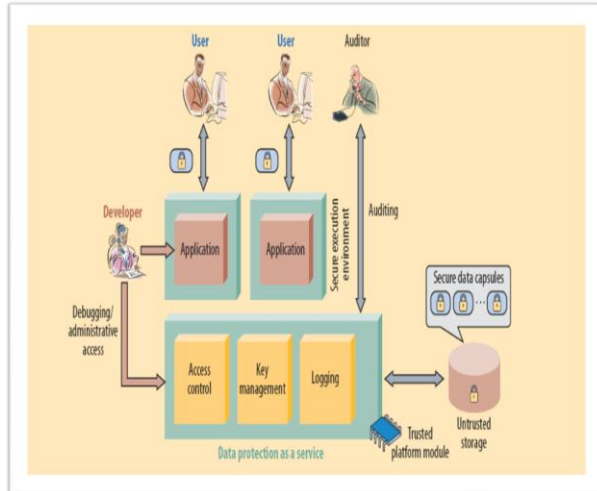 User
User
Auditor
Developer
Application
Application
Secure execution
environment
Auditing
Debugging/
administrative
access
Secure data capsules
...
Access
control
Key
management
Logging
Untrusted
storage
Trusted
platform module
Data protection as a service